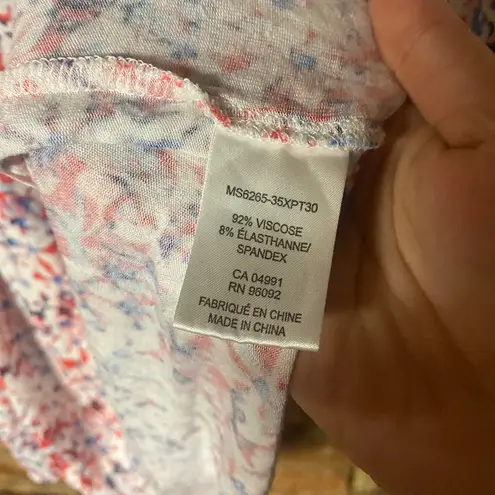 MS6265-35XPT30
92% VISCOSE
8% ÉLASTHANNE/
SPANDEX
CA 04991
RN 96092
FABRIQUÉ EN CHINE
MADE IN CHINA